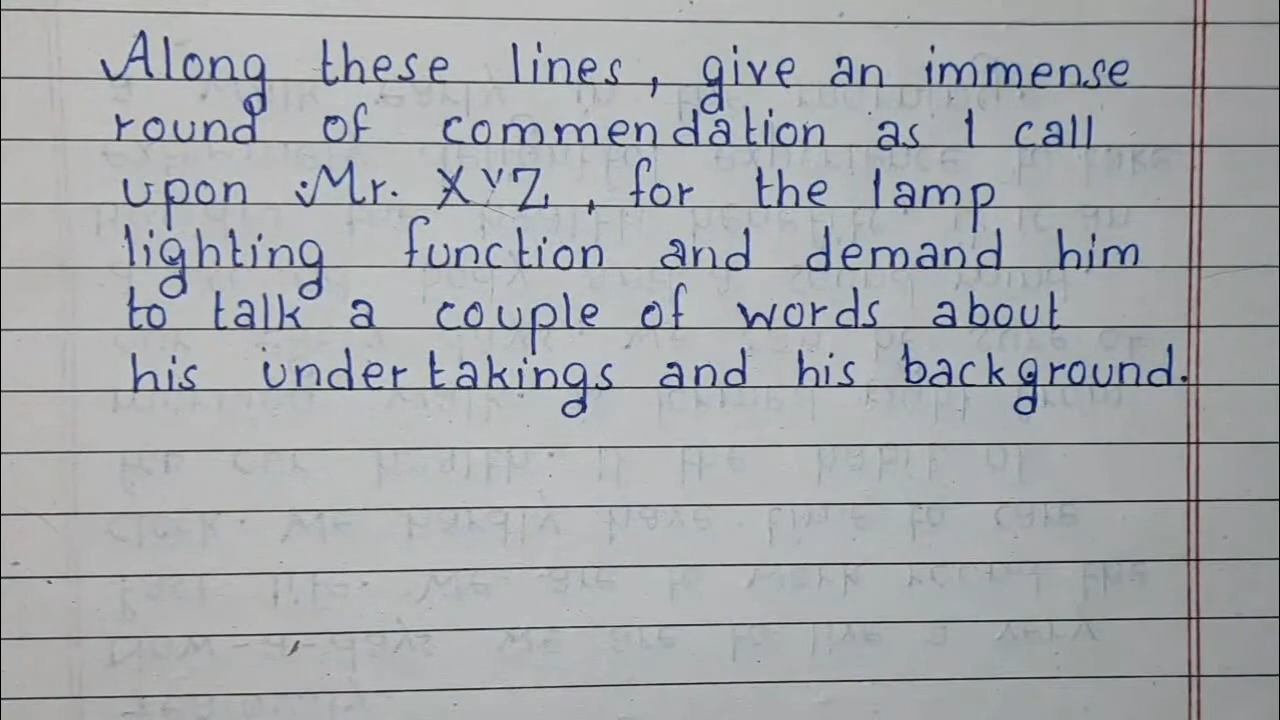 Along these lines, give an immense
round of commendation as I call
upon Mr. XYZ, for the lamp
lighting function and demand him
to talk a couple of words about
his undertakings and his background.